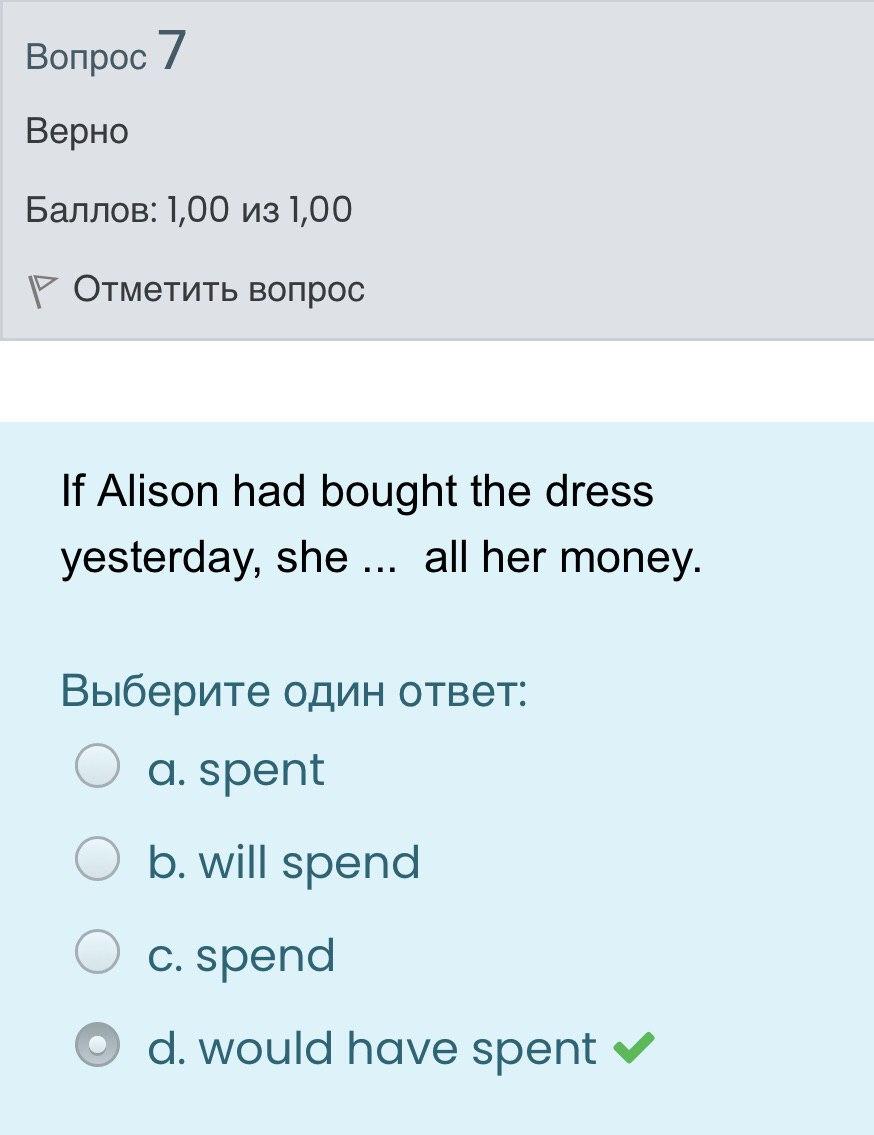 Вопрос 7
Верно
Баллов: 1,00 из 1,00
Отметить вопрос
If Alison had bought the dress
yesterday, she ... all her money.
Выберите один ответ:
a. spent
b. will spend
c. spend
d. would have spent